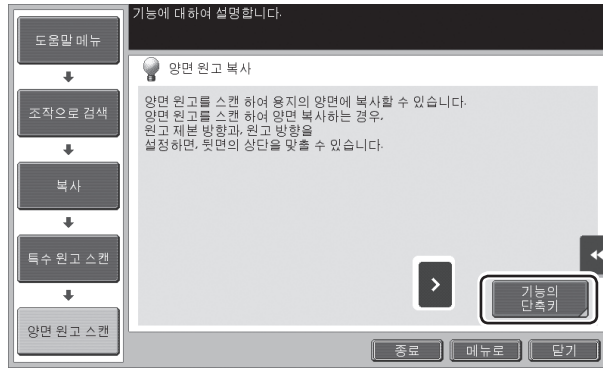 기능에 대하여 설명합니다.
도움말 메뉴
조작으로 검색
복사
특수 원고 스캔
양면 원고 스캔
양면 원고 복사
양면 원고를 스캔 하여 용지의 양면에 복사할 수 있습니다.
양면 원고를 스캔 하여 양면 복사하는 경우,
원고 제본 방향과, 원고 방향을
설정하면, 뒷면의 상단을 맞출 수 있습니다.
기능의
단축키
종료
메뉴로
닫기